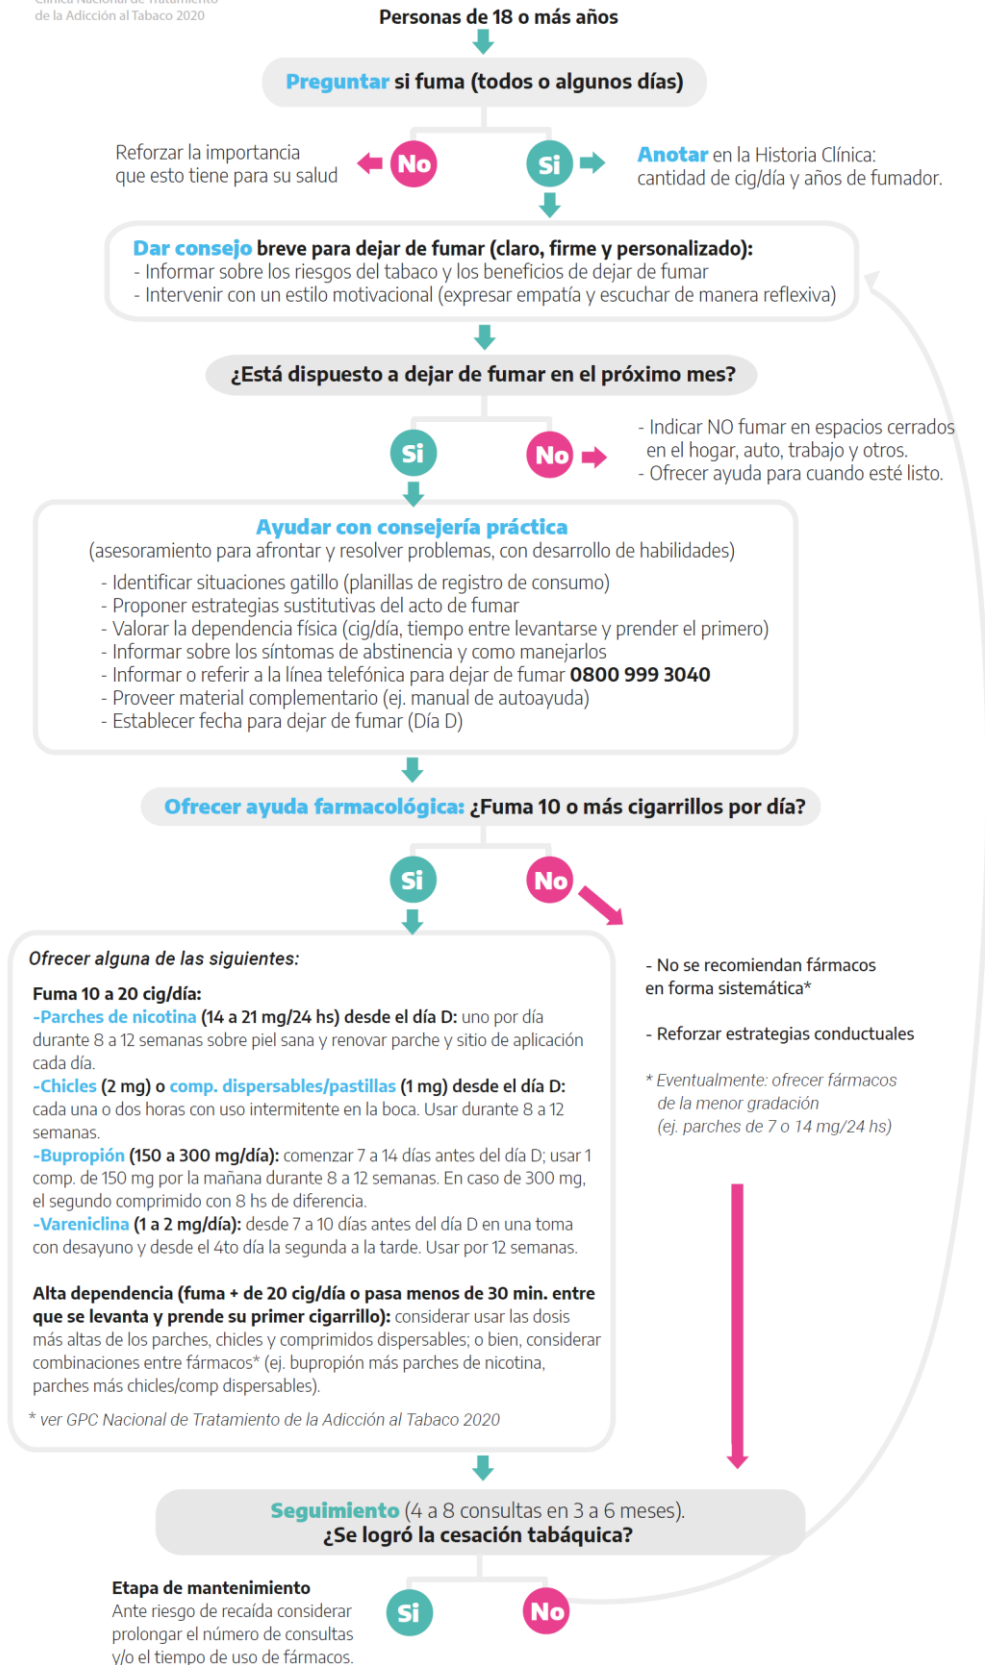 Clínica Nacional de Tratamiento
de la Adicción al Tabaco 2020
Personas de 18 o más años
Preguntar si fuma (todos o algunos días)
No
Si
Reforzar la importancia
que esto tiene para su salud
Anotar en la Historia Clínica:
cantidad de cig/día y años de fumador.
Dar consejo breve para dejar de fumar (claro, firme y personalizado):
- Informar sobre los riesgos del tabaco y los beneficios de dejar de fumar
- Intervenir con un estilo motivacional (expresar empatía y escuchar de manera reflexiva)
¿Está dispuesto a dejar de fumar en el próximo mes?
Si
No
- Indicar NO fumar en espacios cerrados
en el hogar, auto, trabajo y otros.
- Ofrecer ayuda para cuando esté listo.
Ayudar con consejería práctica
(asesoramiento para afrontar y resolver problemas, con desarrollo de habilidades)
- Identificar situaciones gatillo (planillas de registro de consumo)
- Proponer estrategias sustitutivas del acto de fumar
- Valorar la dependencia física (cig/día, tiempo entre levantarse y prender el primero)
- Informar sobre los síntomas de abstinencia y como manejarlos
- Informar o referir a la línea telefónica para dejar de fumar 0800 999 3040
- Proveer material complementario (ej. manual de autoayuda)
- Establecer fecha para dejar de fumar (Día D)
Ofrecer ayuda farmacológica: ¿Fuma 10 o más cigarrillos por día?
Si
No
Ofrecer alguna de las siguientes:
Fuma 10 a 20 cig/día:
-Parches de nicotina (14 a 21 mg/24 hs) desde el día D: uno por día
durante 8 a 12 semanas sobre piel sana y renovar parche y sitio de aplicación
cada día.
-Chicles (2 mg) o comp. dispersables/pastillas (1 mg) desde el día D:
cada una o dos horas con uso intermitente en la boca. Usar durante 8 a 12
semanas.
-Bupropión (150 a 300 mg/día): comenzar 7 a 14 días antes del día D; usar 1
comp. de 150 mg por la mañana durante 8 a 12 semanas. En caso de 300 mg,
el segundo comprimido con 8 hs de diferencia.
-Vareniclina (1 a 2 mg/día): desde 7 a 10 días antes del día D en una toma
con desayuno y desde el 4to día la segunda a la tarde. Usar por 12 semanas.
Alta dependencia (fuma + de 20 cig/día o pasa menos de 30 min. entre
que se levanta y prende su primer cigarrillo): considerar usar las dosis
más altas de los parches, chicles y comprimidos dispersables; o bien, considerar
combinaciones entre fármacos* (ej. bupropión más parches de nicotina,
parches más chicles/comp dispersables).
* ver GPC Nacional de Tratamiento de la Adicción al Tabaco 2020
- No se recomiendan fármacos
en forma sistemática*
- Reforzar estrategias conductuales
* Eventualmente: ofrecer fármacos
de la menor gradación
(ej. parches de 7 o 14 mg/24 hs)
Seguimiento (4 a 8 consultas en 3 a 6 meses).
¿Se logró la cesación tabáquica?
Si
No
Etapa de mantenimiento
Ante riesgo de recaída considerar
prolongar el número de consultas
y/o el tiempo de uso de fármacos.